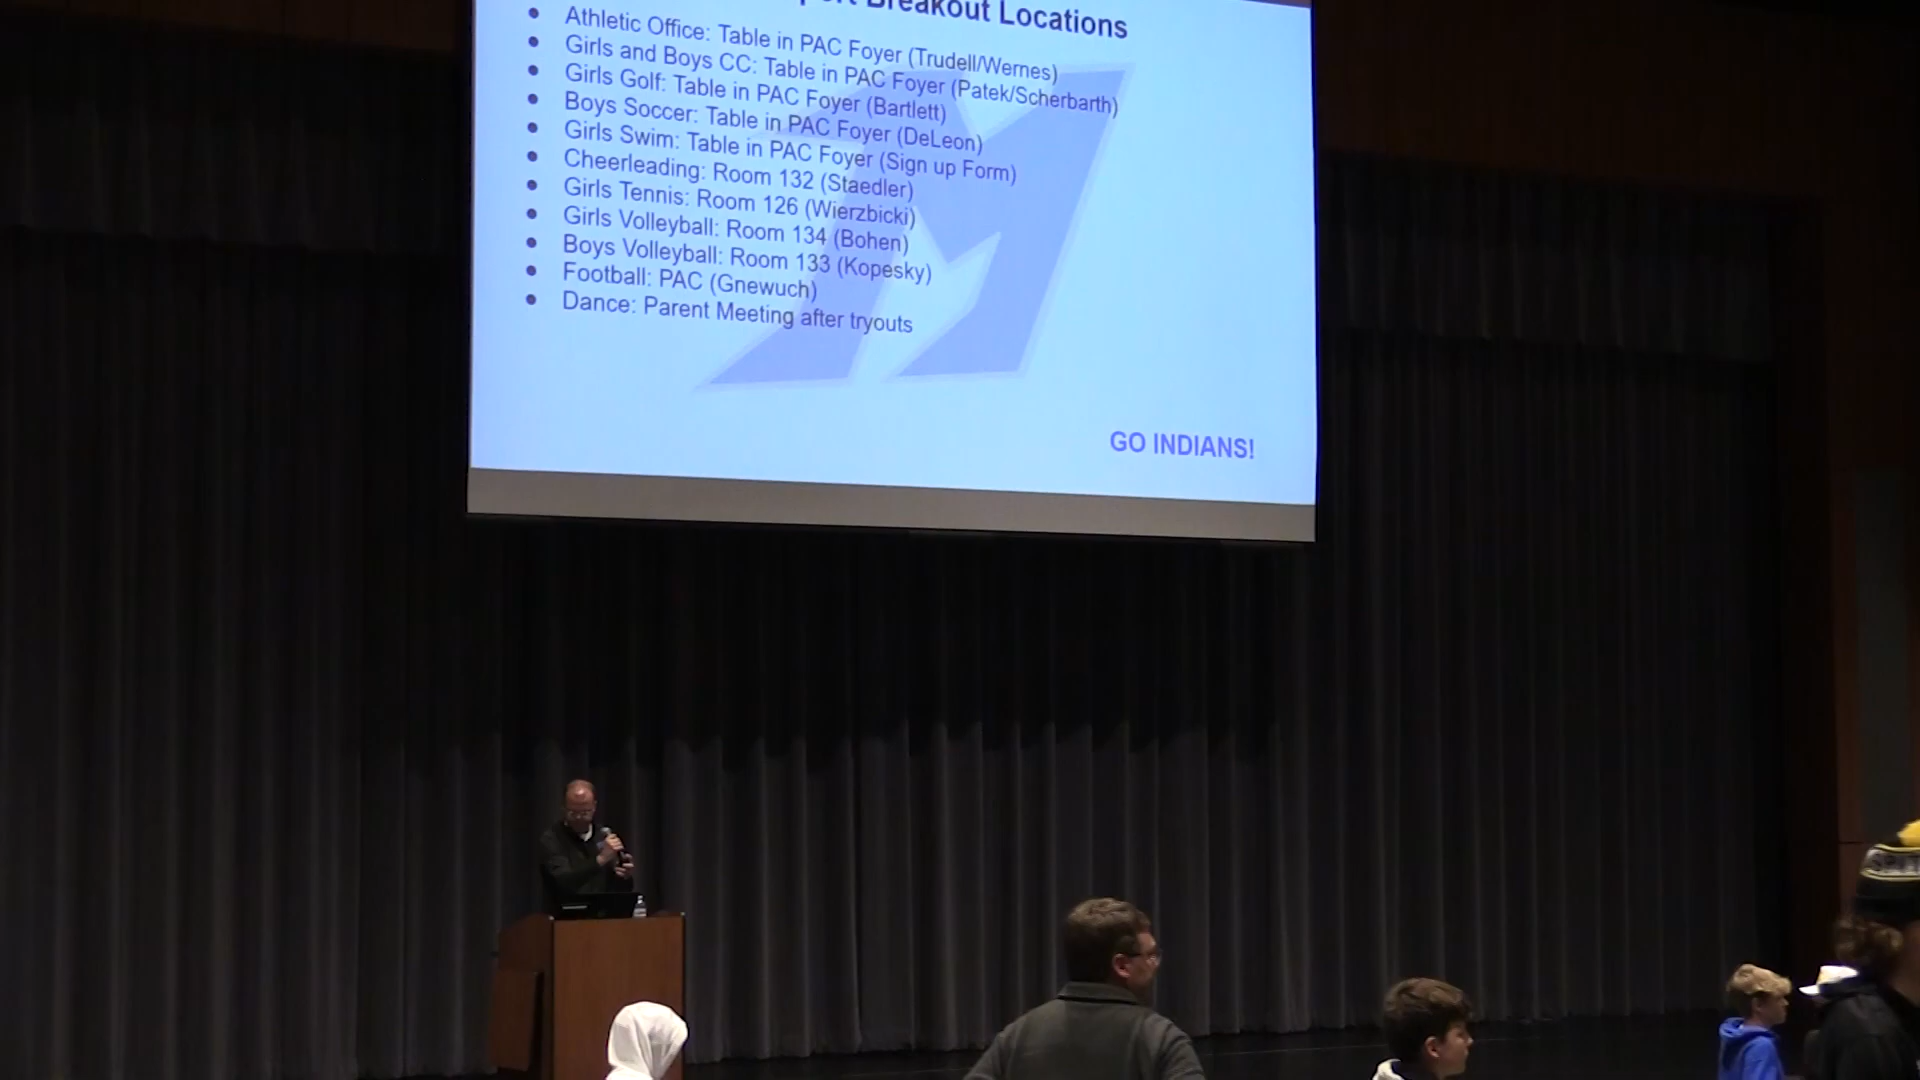 Breakout Locations
Athletic Office: Table in PAC Foyer (Trudell/Wernes)
Girls and Boys CC: Table in PAC Foyer (Patek/Scherbarth)
Girls Golf: Table in PAC Foyer (Bartlett)
Boys Soccer: Table in PAC Foyer (DeLeon)
Girls Swim: Table in PAC Foyer (Sign up Form)
Cheerleading: Room 132 (Staedler)
Girls Tennis: Room 126 (Wierzbicki)
Girls Volleyball: Room 134 (Bohen)
Boys Volleyball: Room 133 (Kopesky)
Football: PAC (Gnewuch)
Dance: Parent Meeting after tryouts
M
GO INDIANS!